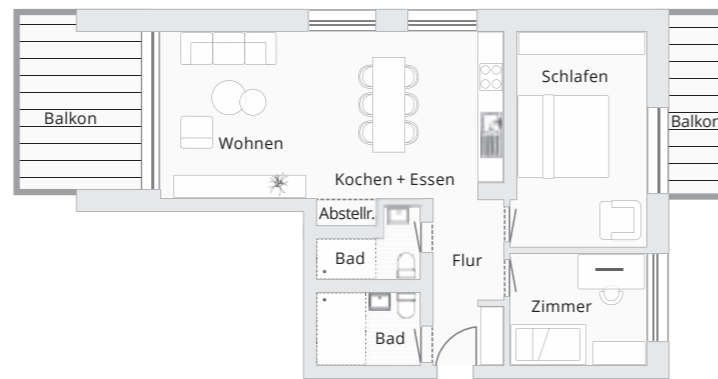 Schlafen
Balkon
Balkon
Wohnen
Kochen + Essen
Abstellr.
Bad
Flur
Zimmer
Bad